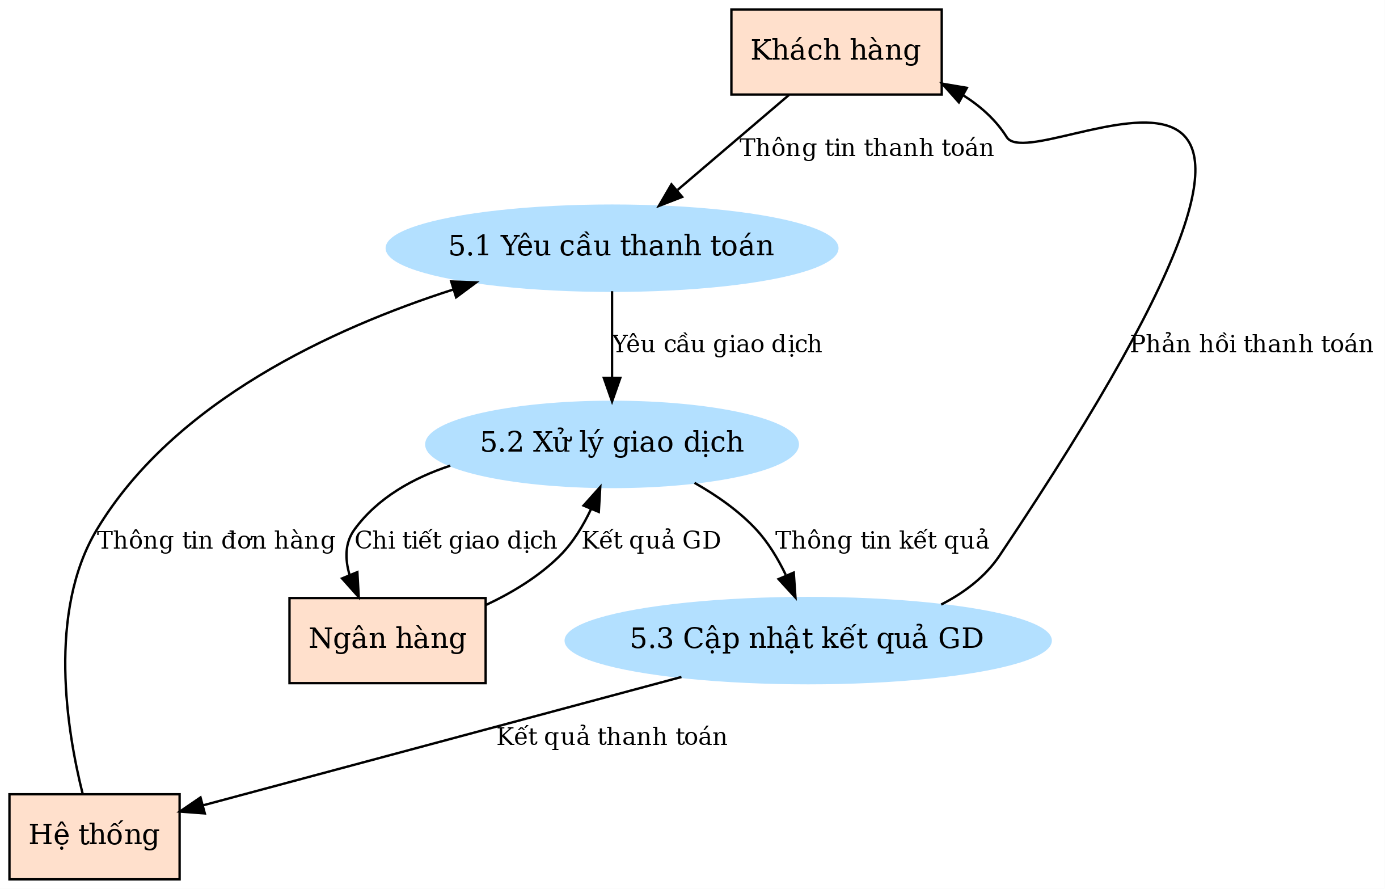 Khách hàng
Thông tin thanh toán
5.1 Yêu cầu thanh toán
Yêu cầu giao dịch
Phản hồi thanh toán
5.2 Xử lý giao dịch
Thông tin đơn hàng
Chi tiết giao dịch
Kết quả GD
Thông tin kết quả
Ngân hàng
5.3 Cập nhật kết quả GD
Kết quả thanh toán
Hệ thống